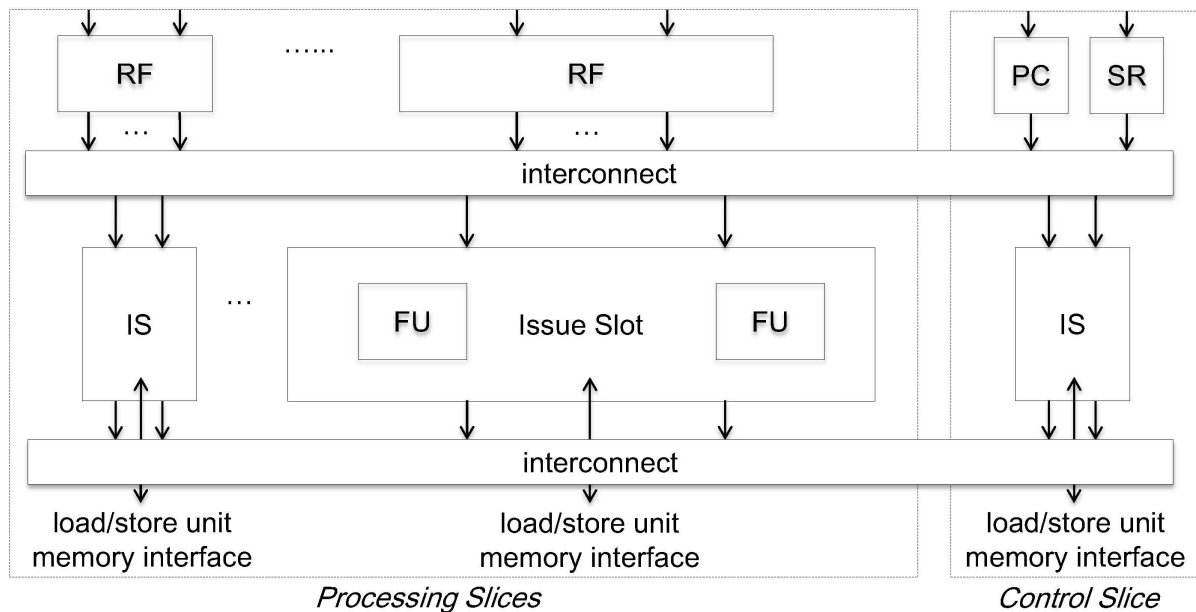 RF
......
RF
PC
SR
...
...
interconnect
IS
...
FU
Issue Slot
FU
IS
interconnect
load/store unit
memory interface
load/store unit
memory interface
load/store unit
memory interface
Processing Slices
Control Slice